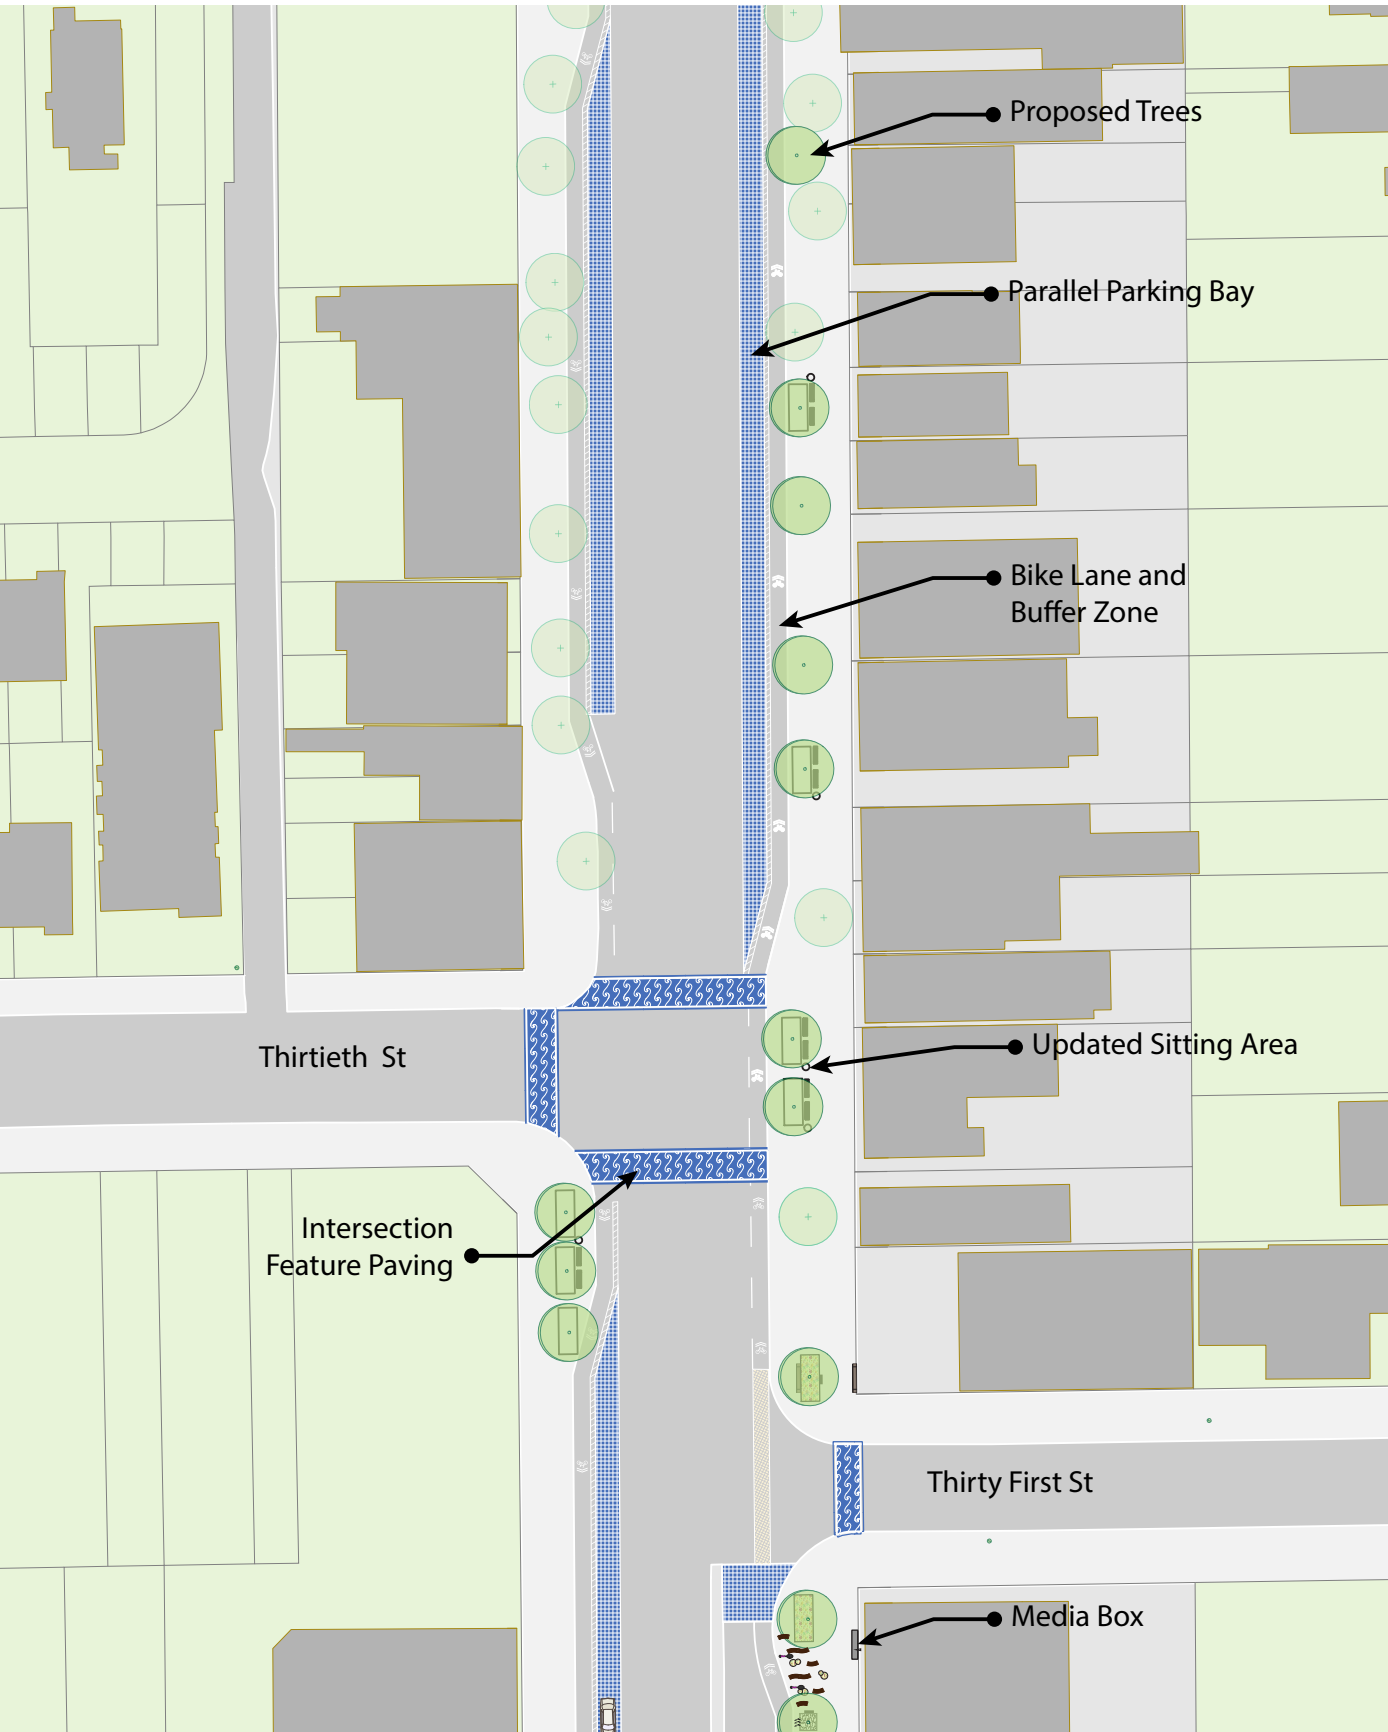 Proposed Trees
Parallel Parking Bay
Bike Lane and
Buffer Zone
Thirtieth St
Updated Sitting Area
Intersection
Feature Paving
Thirty First St
Media Box